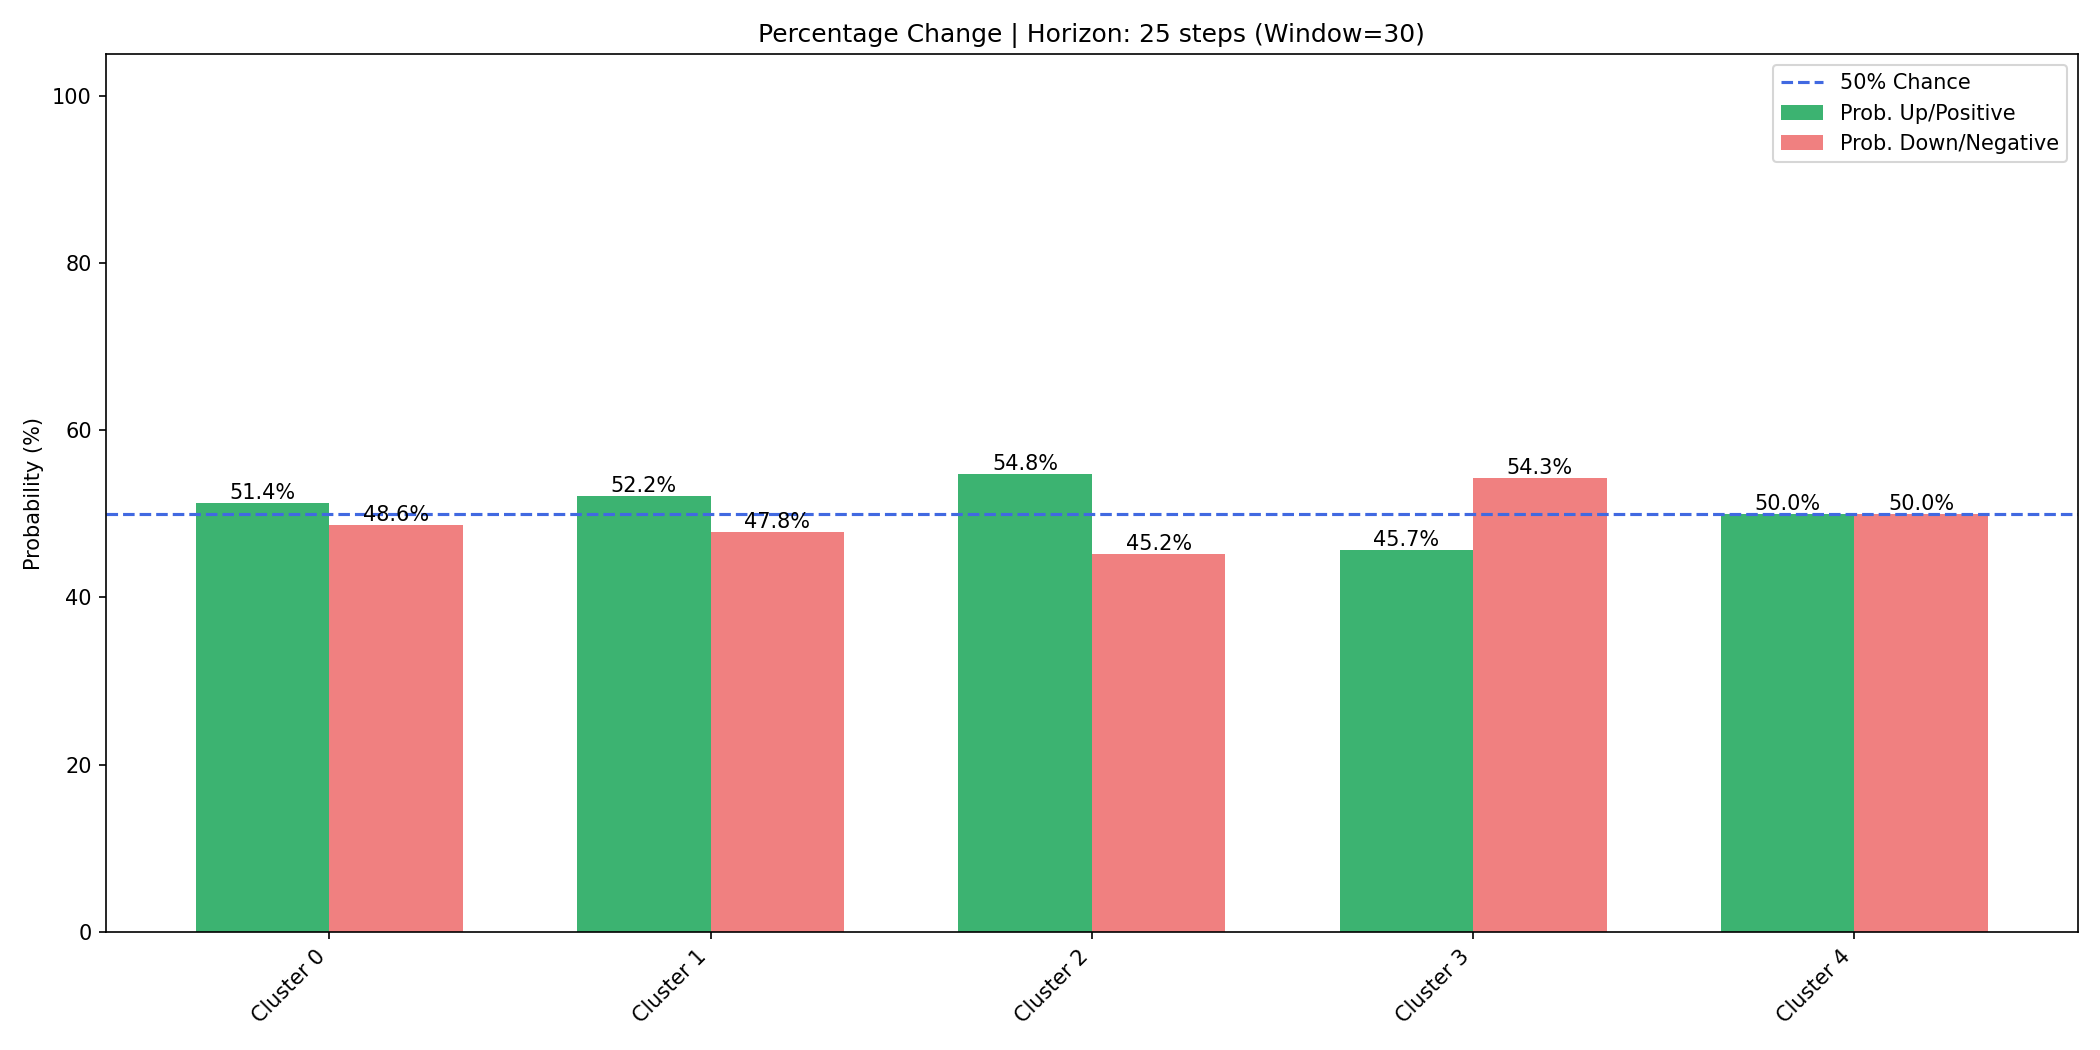 Percentage Change | Horizon: 25 steps (Window=30)
50% Chance
Prob. Up/Positive
Prob. Down/Negative
Probability (%)
100
80
60
40
20
0
51.4%
48.6%
52.2%
47.8%
54.8%
45.2%
45.7%
54.3%
50.0%
50.0%
Cluster 0
Cluster 1
Cluster 2
Cluster 3
Cluster 4